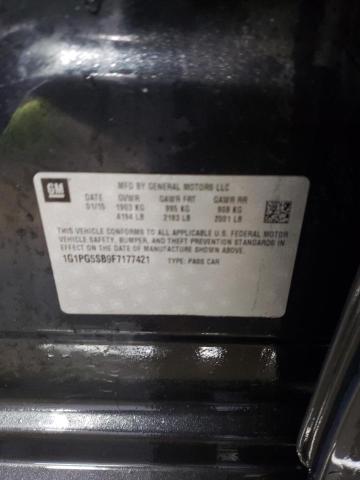 GM
MFD BY GENERAL MOTORS LLC
DATE GVWR GAWR FRT GAWR RR
01/15 1903 KG 995 KG 908 KG
4194 LB 2193 LB 2001 LB
THIS VEHICLE CONFORMS TO ALL APPLICABLE U.S. FEDERAL MOTOR
VEHICLE SAFETY, BUMPER, AND THEFT PREVENTION STANDARDS IN
EFFECT ON THE DATE OF MANUFACTURE SHOWN ABOVE.
1G1PG5SB9F7177421 TYPE: PASS CAR